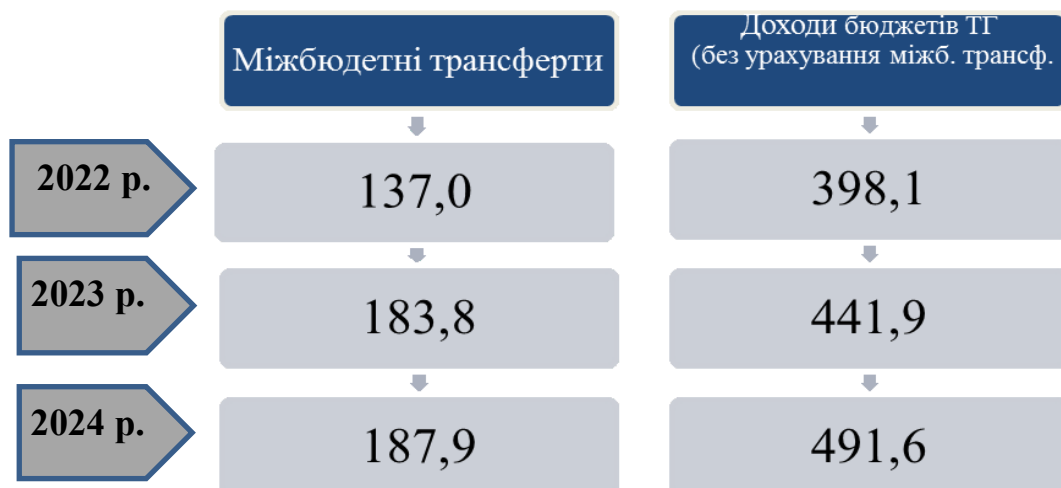 Міжбюдетні трансферти
Доходи бюджетів ТГ
(без урахування міжб. трансф.
2022 р.
137,0
398,1
2023 р.
183,8
441,9
2024 р.
187,9
491,6